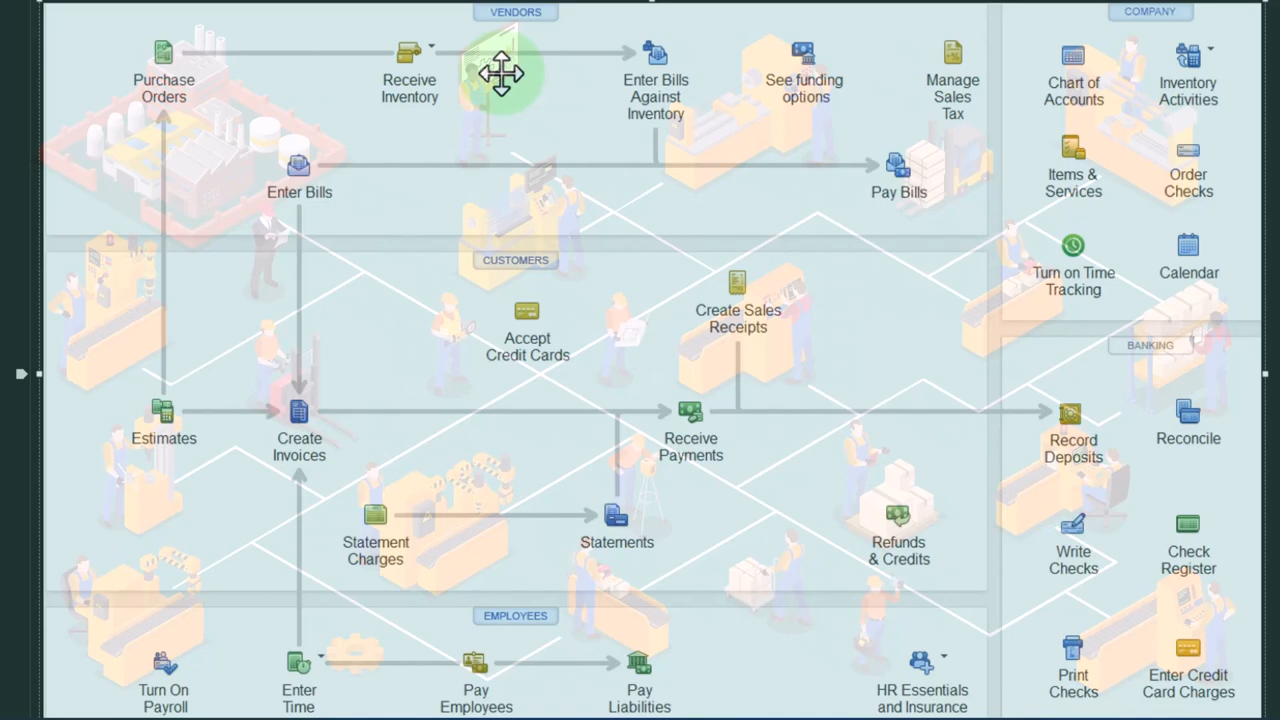 VENDORS
COMPANY
Purchase
Orders
Receive
Inventory
Enter Bills
Against
Inventory
See funding
options
Manage
Sales
Tax
Chart of
Accounts
Inventory
Activities
Enter Bills
Pay Bills
Items &
Services
Order
Checks
CUSTOMERS
Turn on Time
Tracking
Calendar
Accept
Credit Cards
Create Sales
Receipts
BANKING
Estimates
Create
Invoices
Receive
Payments
Record
Deposits
Reconcile
Statement
Charges
Statements
Refunds
& Credits
Write
Checks
Check
Register
EMPLOYEES
Turn On
Payroll
Enter
Time
Pay
Employees
Pay
Liabilities
HR Essentials
and Insurance
Print
Checks
Enter Credit
Card Charges